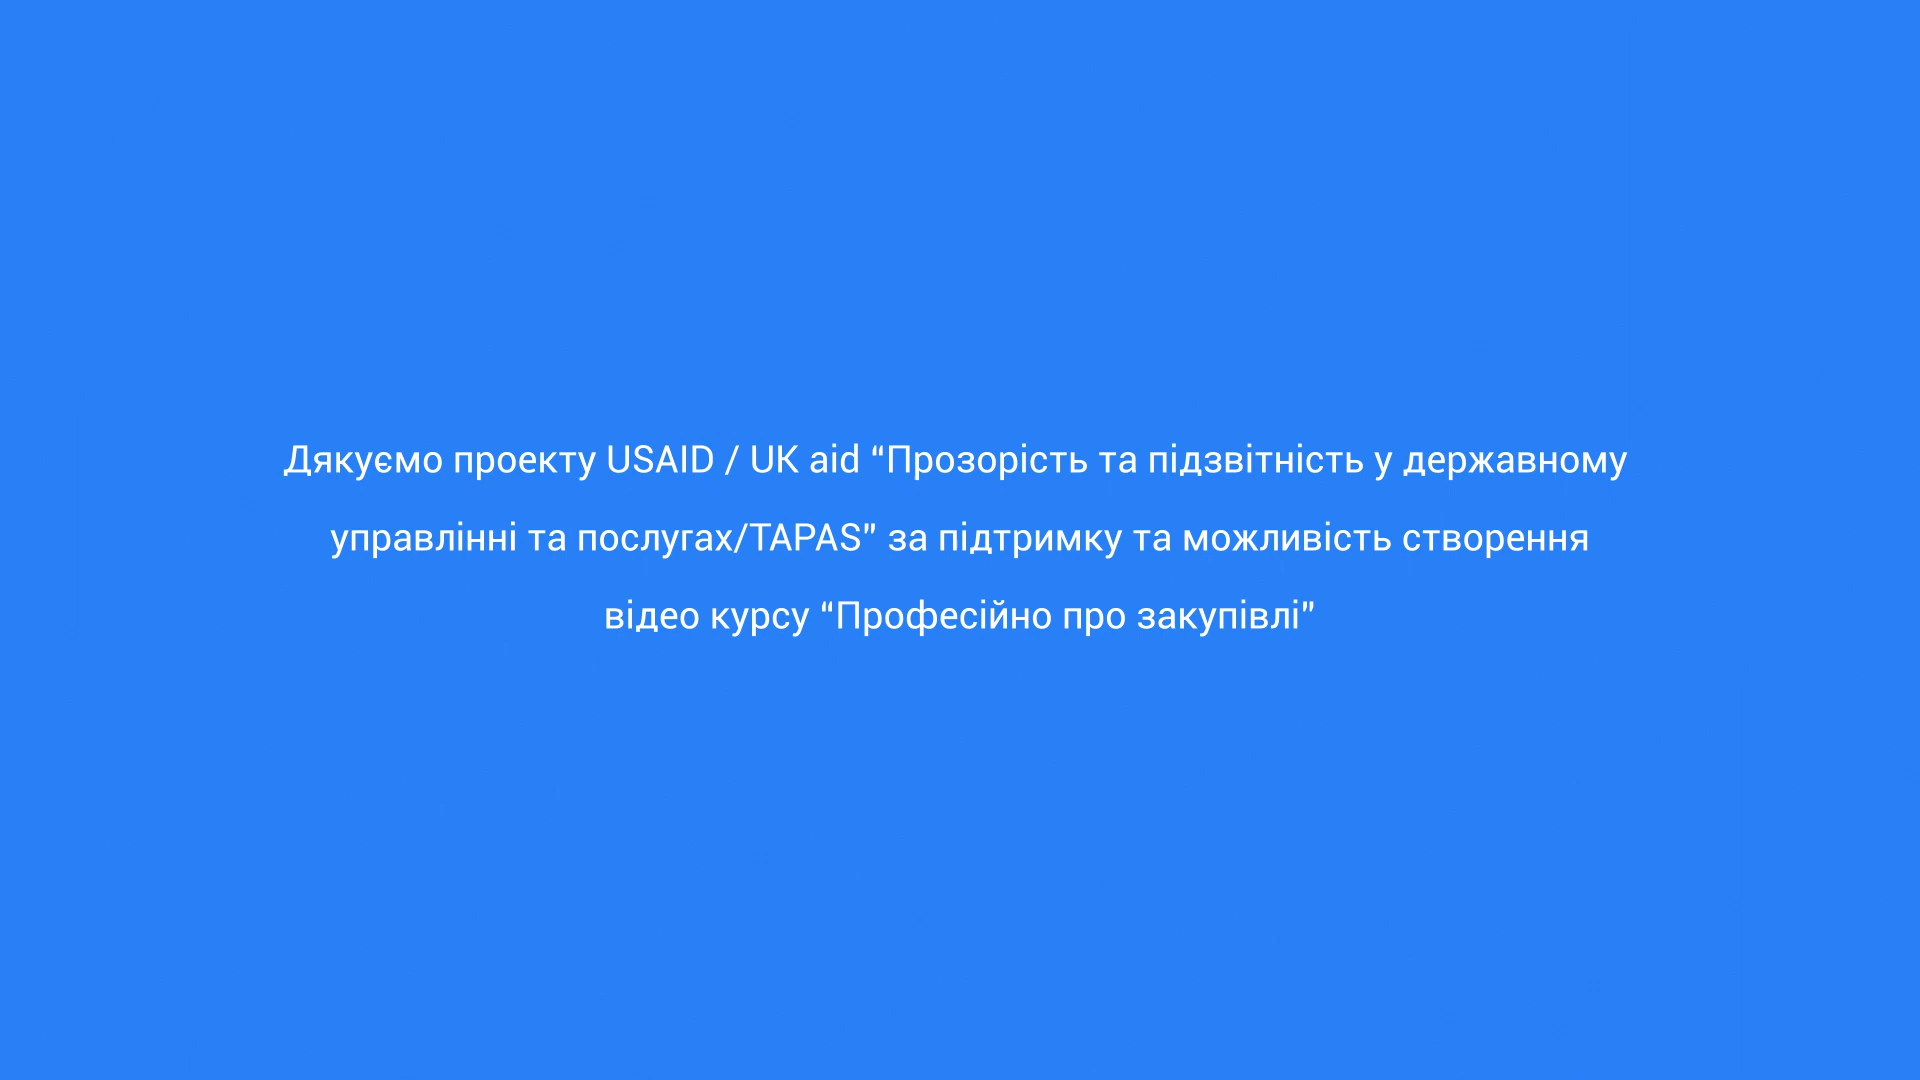 Дякуємо проекту USAID / UK aid “Прозорість та підзвітність у державному
управлінні та послугах/TAPAS” за підтримку та можливість створення
відео курсу “Професійно про закупівлі”